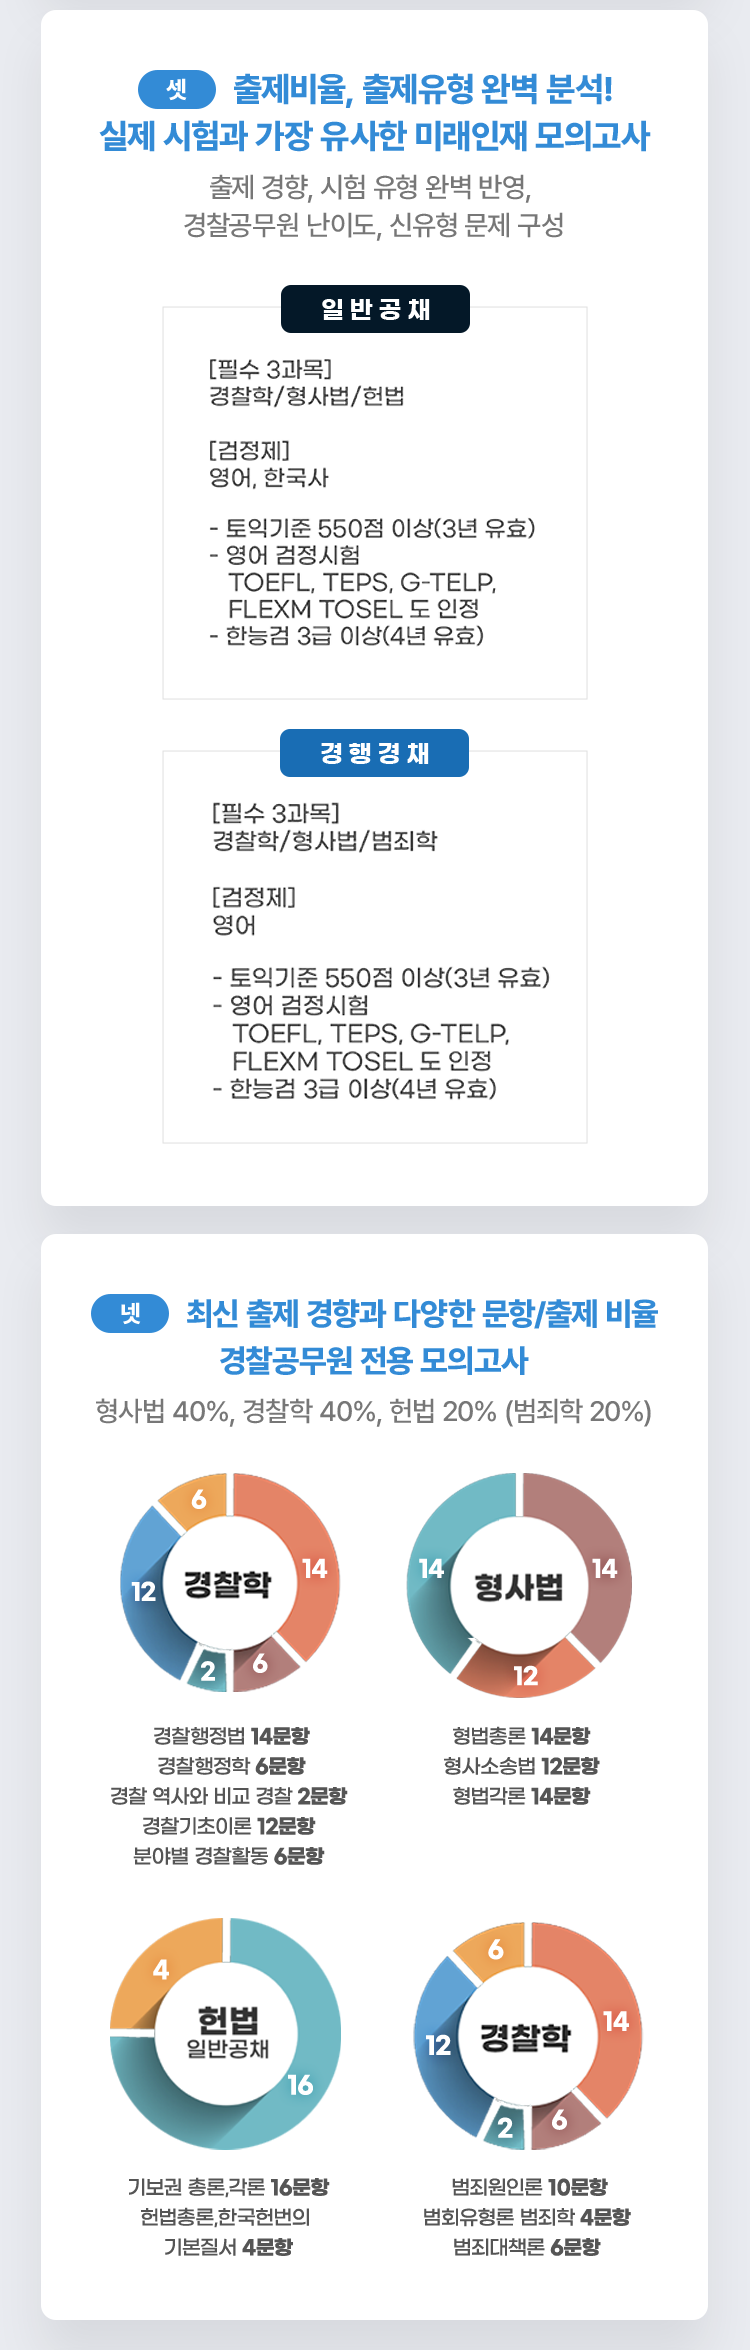 셋 출제비율, 출제유형 완벽 분석!
실제 시험과 가장 유사한 미래인재 모의고사
출제 경향, 시험 유형 완벽 반영,
경찰공무원 난이도, 신유형 문제 구성
일반공채
[필수 3과목]
경찰학/형사법/헌법
[검정제]
영어, 한국사
- 토익기준 550점 이상(3년 유효)
- 영어 검정시험
TOEFL, TEPS, G-TELP,
FLEXM TOSEL 도 인정
- 한능검 3급 이상(4년 유효)
경행경채
[필수 3과목]
경찰학/형사법/범죄학
[검정제]
영어
- 토익기준 550점 이상(3년 유효)
- 영어 검정시험
TOEFL, TEPS, G-TELP,
FLEXM TOSEL 도 인정
- 한능검 3급 이상(4년 유효)
넷 최신 출제 경향과 다양한 문항/출제 비율
경찰공무원 전용 모의고사
형사법 40%, 경찰학 40%, 헌법 20% (범죄학 20%)
6
14
12
경찰학
2
6
경찰행정법 14문항
경찰행정학 6문항
경찰 역사와 비교 경찰 2문항
경찰기초이론 12문항
분야별 경찰활동 6문항
14
14
형사법
12
형법총론 14문항
형사소송법 12문항
형법각론 14문항
4
헌법
일반공채
16
기보권 총론,각론 16문항
헌법총론,한국헌번의
기본질서 4문항
6
14
12
경찰학
2
6
범죄원인론 10문항
범회유형론 범죄학 4문항
범죄대책론 6문항